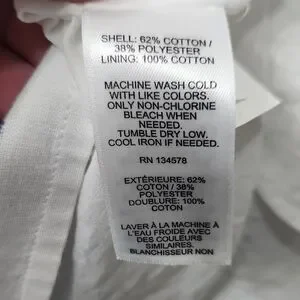 SHELL: 62% COTTON /
38% POLYESTER
LINING: 100% COTTON
MACHINE WASH COLD
WITH LIKE COLORS.
ONLY NON-CHLORINE
BLEACH WHEN
NEEDED.
TUMBLE DRY LOW.
COOL IRON IF NEEDED.
RN 134578
EXTÉRIEURE: 62%
COTON / 38%
POLYESTER
DOUBLURE: 100%
COTON
LAVER À LA MACHINE À
L'EAU FROIDE AVEC
DES COULEURS
SIMILAIRES.
BLANCHISSEUR NON